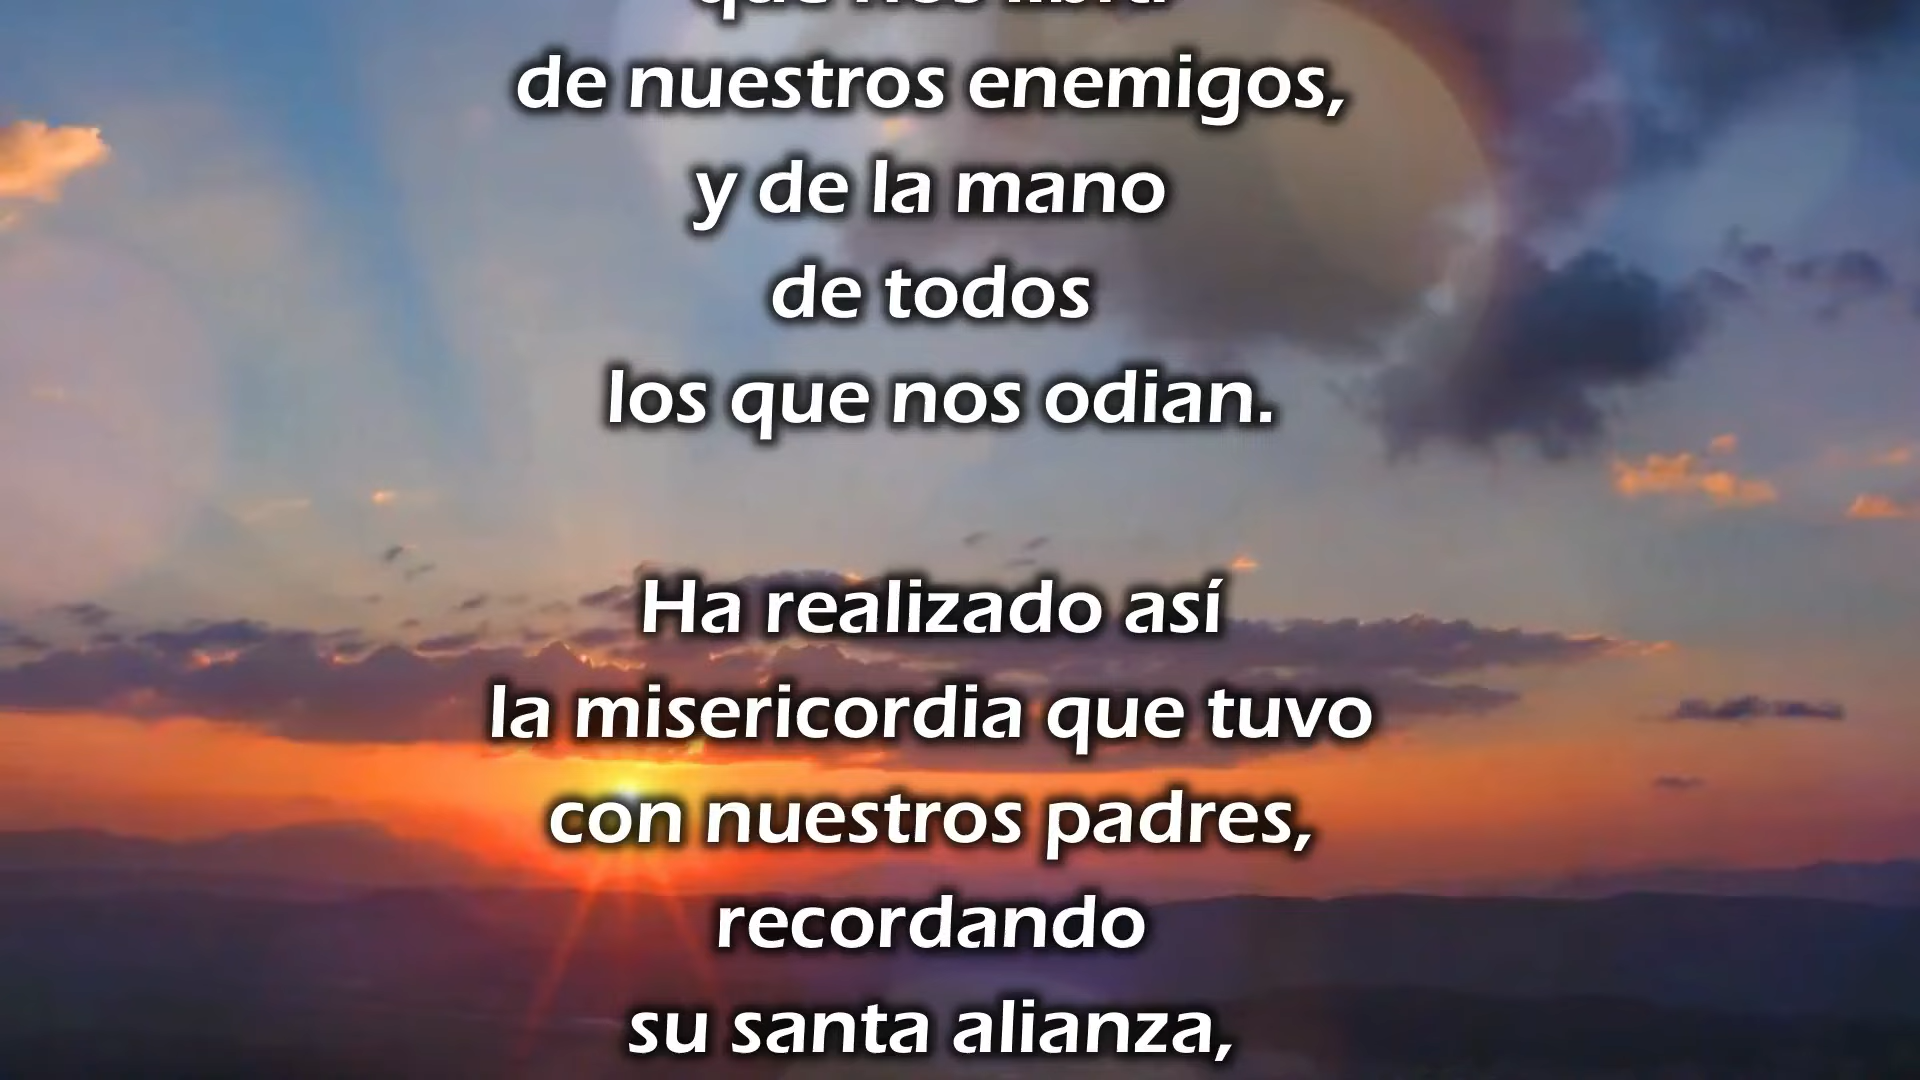 de nuestros enemigos,
y de la mano
de todos
los que nos odian.
Ha realizado así
la misericordia que tuvo
con nuestros padres,
recordando
su santa alianza,